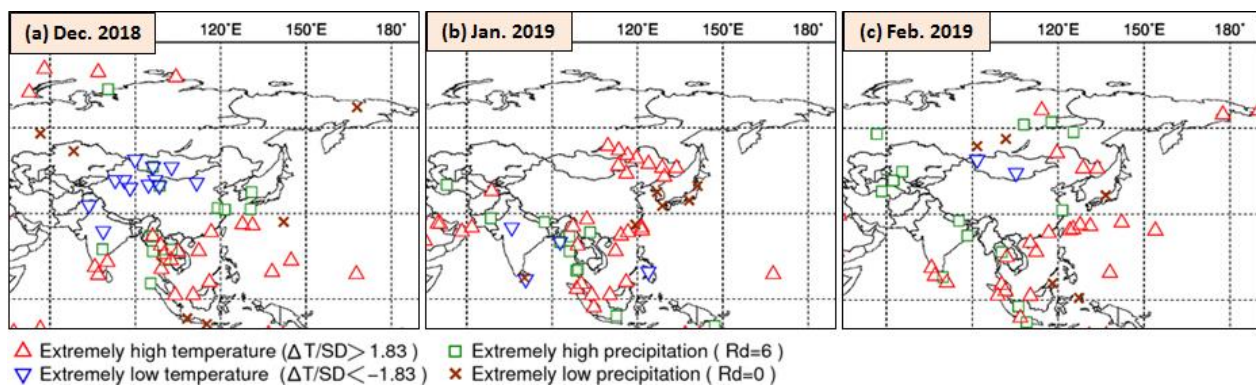 (a) Dec. 2018
120°E 150°E 180°
(b) Jan. 2019
120°E 150°E 180°
(c) Feb. 2019
120°E 150°E 180°
△ Extremely high temperature (ΔT/SD> 1.83) □ Extremely high precipitation ( Rd=6 )
▽ Extremely low temperature (ΔT/SD<−1.83) × Extremely low precipitation ( Rd=0 )